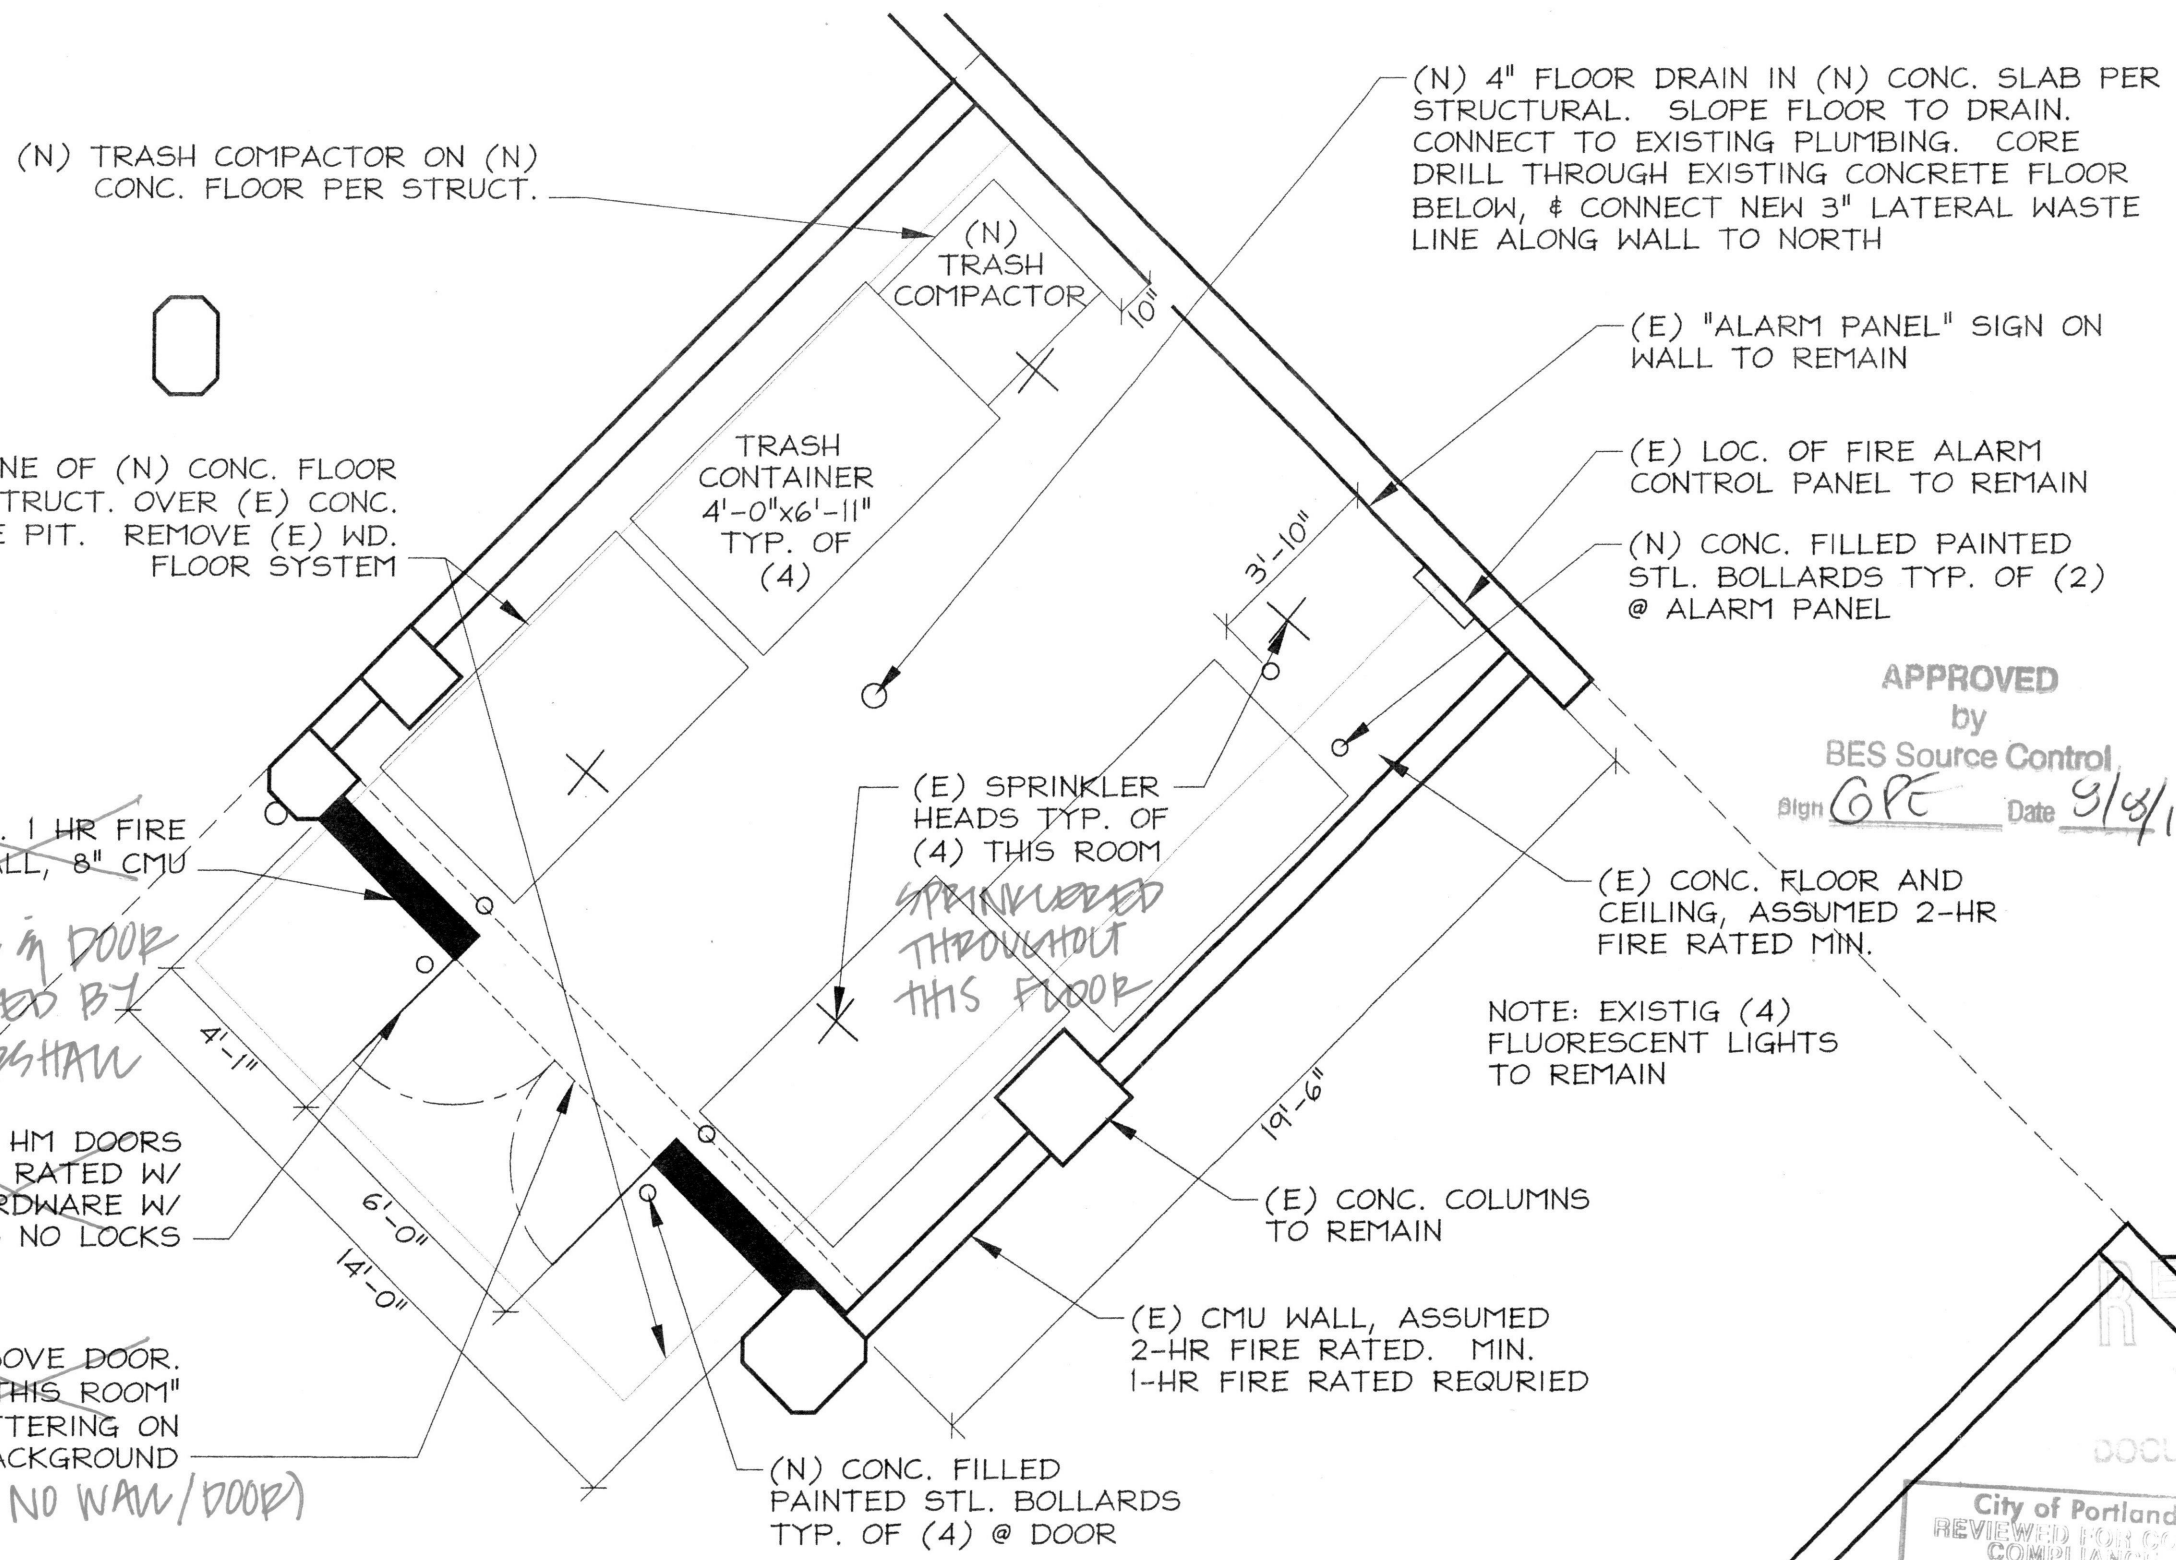 (N) TRASH COMPACTOR ON (N)
CONC. FLOOR PER STRUCT.
(N)
TRASH
COMPACTOR
10"
(N) 4" FLOOR DRAIN IN (N) CONC. SLAB PER
STRUCTURAL. SLOPE FLOOR TO DRAIN.
CONNECT TO EXISTING PLUMBING. CORE
DRILL THROUGH EXISTING CONCRETE FLOOR
BELOW, & CONNECT NEW 3" LATERAL WASTE
LINE ALONG WALL TO NORTH
(E) "ALARM PANEL" SIGN ON
WALL TO REMAIN
(E) LOC. OF FIRE ALARM
CONTROL PANEL TO REMAIN
(N) CONC. FILLED PAINTED
STL. BOLLARDS TYP. OF (2)
@ ALARM PANEL
TRASH
CONTAINER
4'-0"x6'-11"
TYP. OF
(4)
3'-10"
OF (N) CONC. FLOOR
OVER (E) CONC.
PIT. REMOVE (E) WD.
FLOOR SYSTEM
APPROVED
by
BES Source Control
Sign GPE Date
(E) SPRINKLER
HEADS TYP. OF
(4) THIS ROOM
SPRINKLERED
THROUGHOUT
THIS FLOOR
1 HR FIRE
8" CMU
DOOR
BY
(E) CONC. FLOOR AND
CEILING, ASSUMED 2-HR
FIRE RATED MIN.
NOTE: EXISTIG (4)
FLUORESCENT LIGHTS
TO REMAIN
4'-1"
6'-0"
14'-0"
19'-6"
HM DOORS
RATED W/
W/
NO LOCKS
(E) CONC. COLUMNS
TO REMAIN
(E) CMU WALL, ASSUMED
2-HR FIRE RATED. MIN.
1-HR FIRE RATED REQURIED
DOOR.
THIS ROOM"
ON
NO WALL/DOOR)
(N) CONC. FILLED
PAINTED STL. BOLLARDS
TYP. OF (4) @ DOOR
City of Portland
REVIEWED FOR